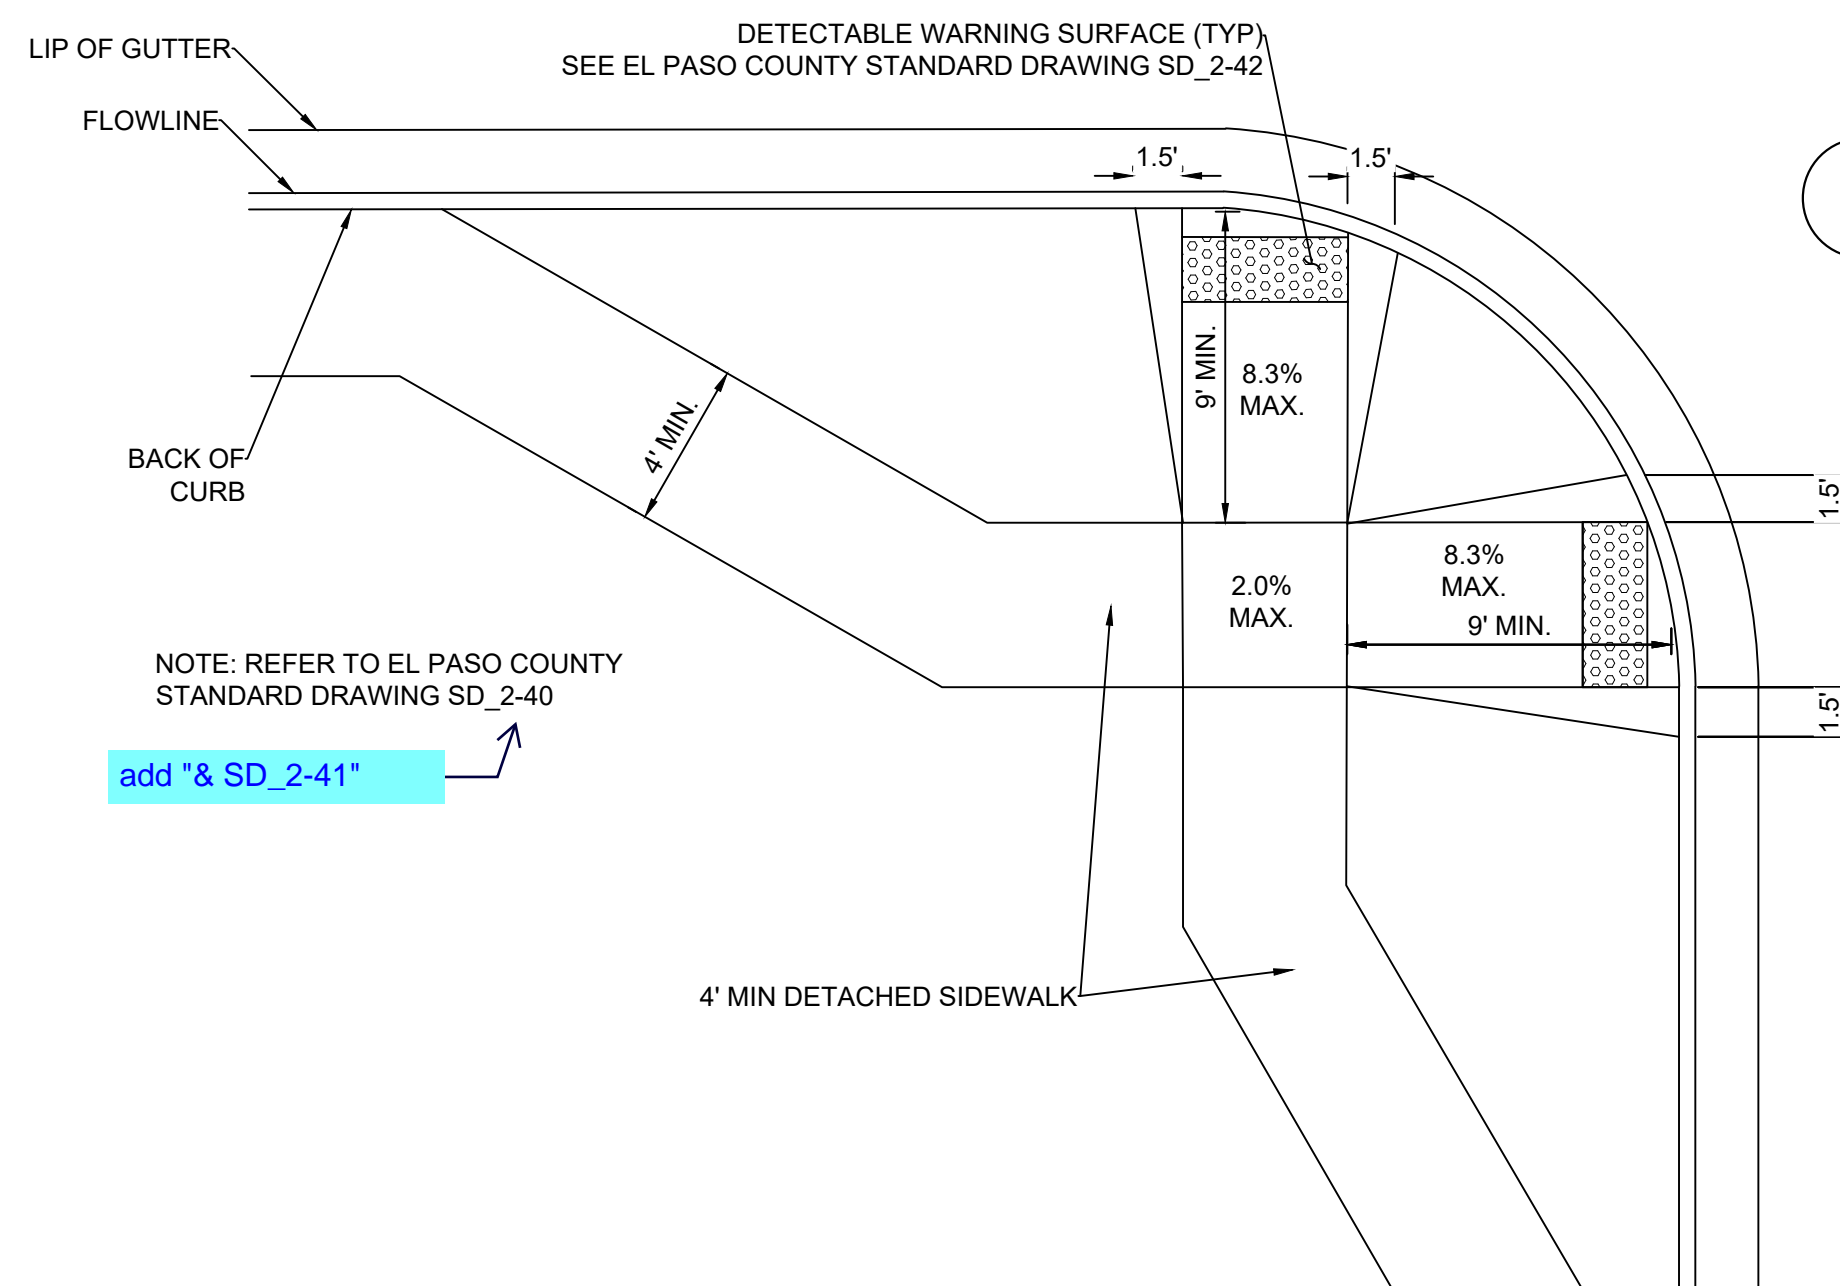 LIP OF GUTTER
DETECTABLE WARNING SURFACE (TYP)
SEE EL PASO COUNTY STANDARD DRAWING SD_2-42
FLOWLINE
1.5'
1.5'
9' MIN.
8.3%
MAX.
4' MIN.
BACK OF
CURB
1.5'
8.3%
MAX.
9' MIN.
2.0%
MAX.
NOTE: REFER TO EL PASO COUNTY
STANDARD DRAWING SD_2-40
1.5'
add "& SD_2-41"
4' MIN DETACHED SIDEWALK